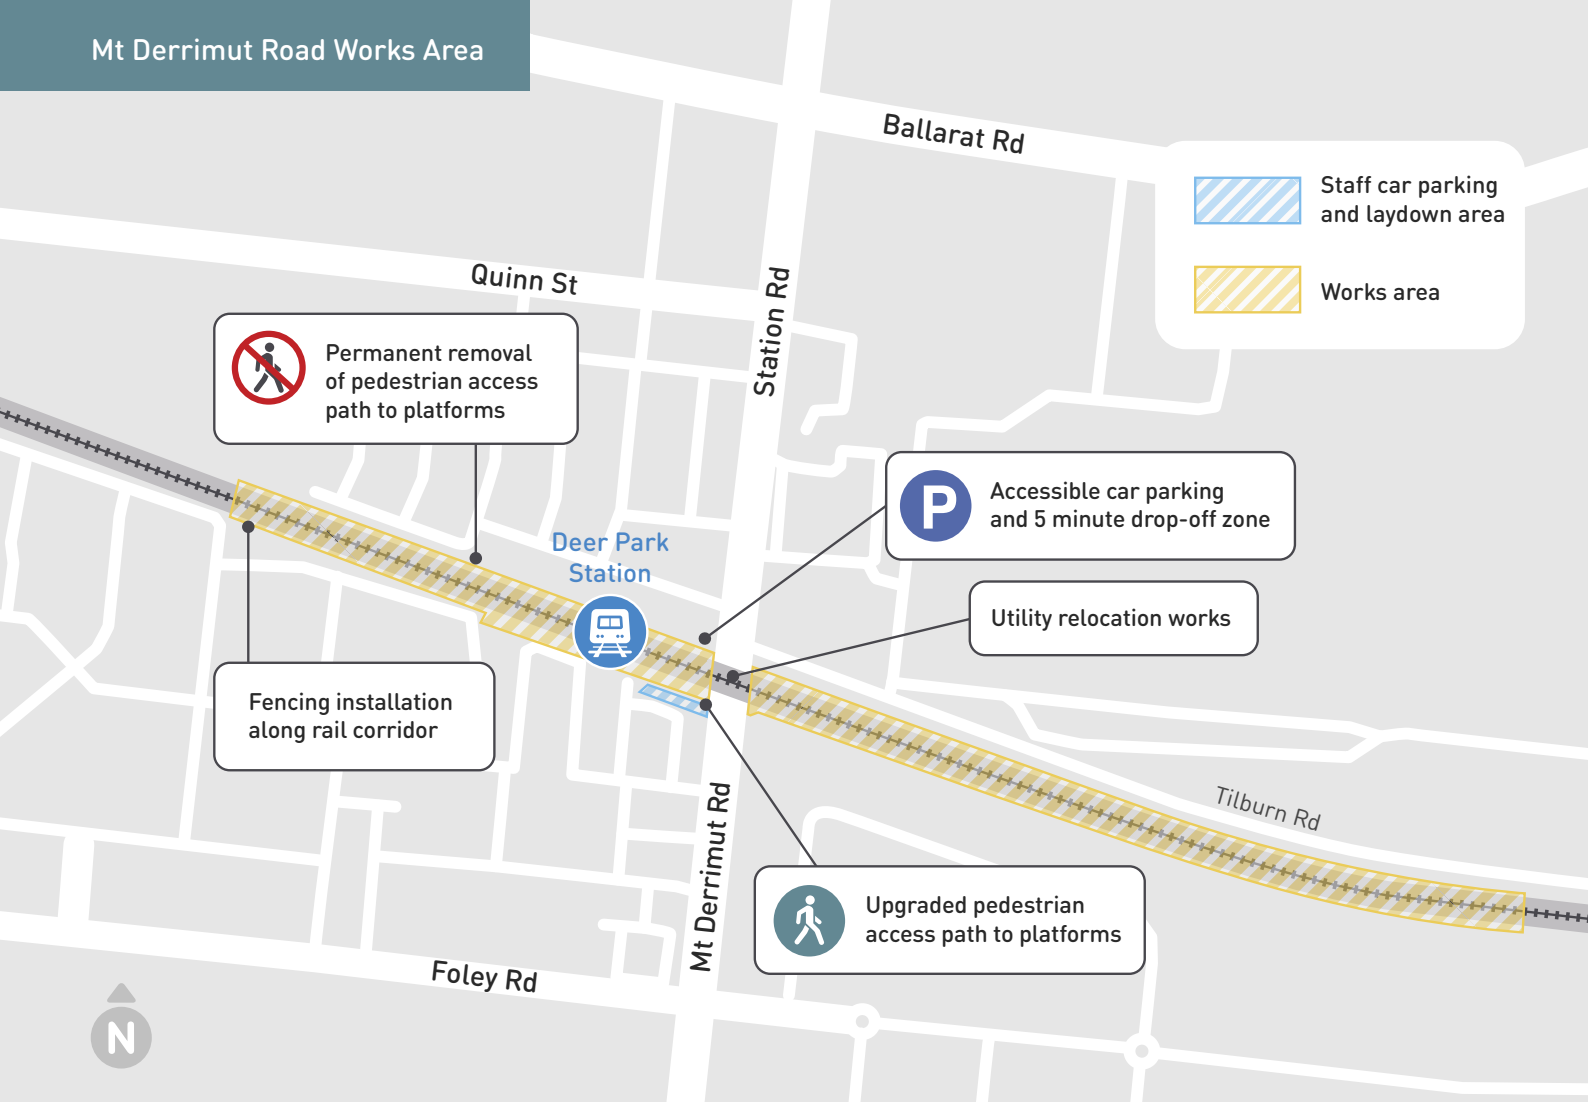 Mt Derrimut Road Works Area
Ballarat Rd
Staff car parking
and laydown area
Works area
Quinn St
Station Rd
Permanent removal
of pedestrian access
path to platforms
P
Accessible car parking
and 5 minute drop-off zone
Deer Park
Station
Utility relocation works
Fencing installation
along rail corridor
Tilburn Rd
Mt Derrimut Rd
Upgraded pedestrian
access path to platforms
Foley Rd
N